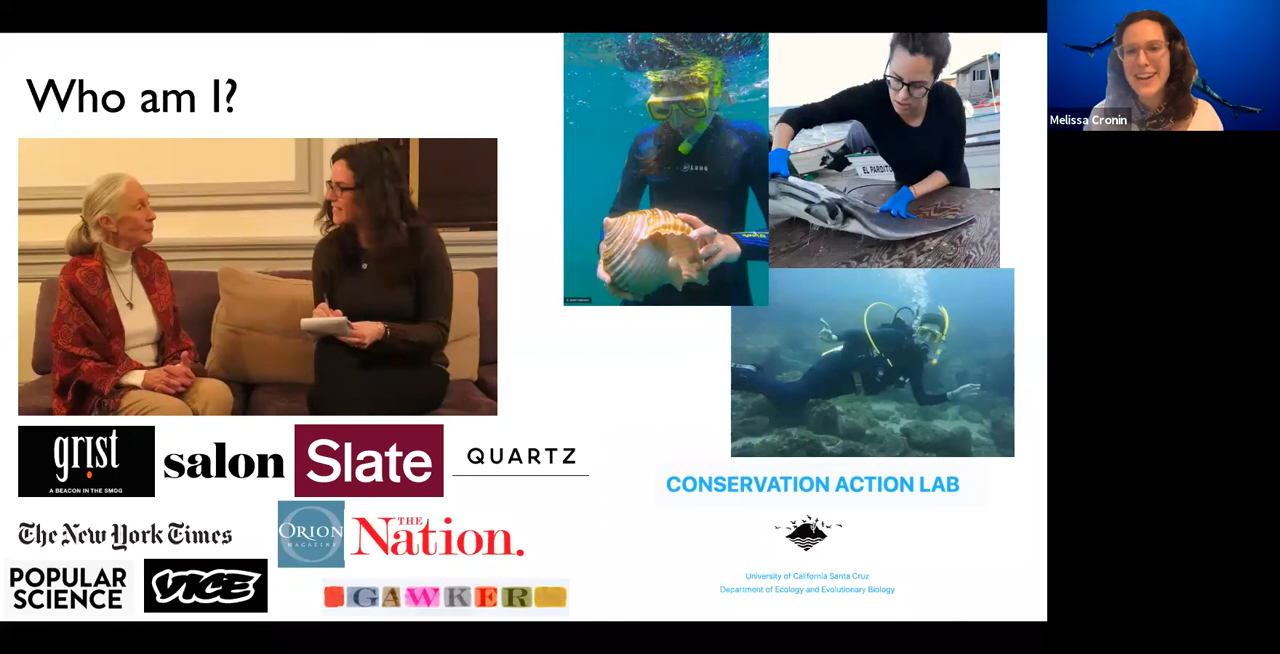 Who am I?
EL PARDITO
Melissa Cronin
grist
A BEACON IN THE SMOG
salon
Slate
QUARTZ
The New York Times
ORION
MAGAZINE
THE
Nation.
POPULAR
SCIENCE
VICE
GAWKER
CONSERVATION ACTION LAB
University of California Santa Cruz
Department of Ecology and Evolutionary Biology